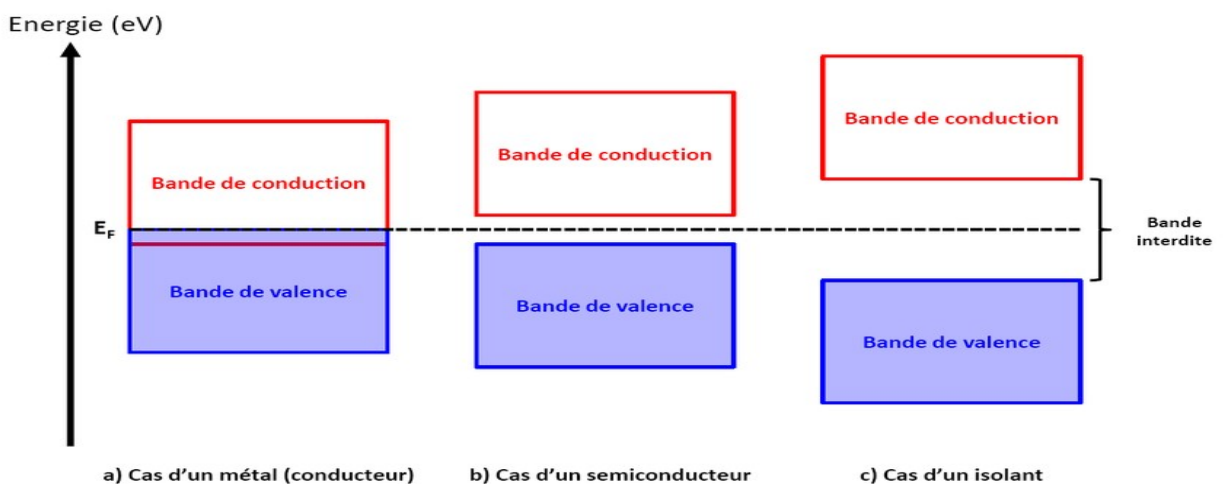 Energie (eV)
Bande de conduction
Bande de conduction
Bande de conduction
E_F
Bande
interdite
Bande de valence
Bande de valence
Bande de valence
a) Cas d’un métal (conducteur)
b) Cas d’un semiconducteur
c) Cas d’un isolant